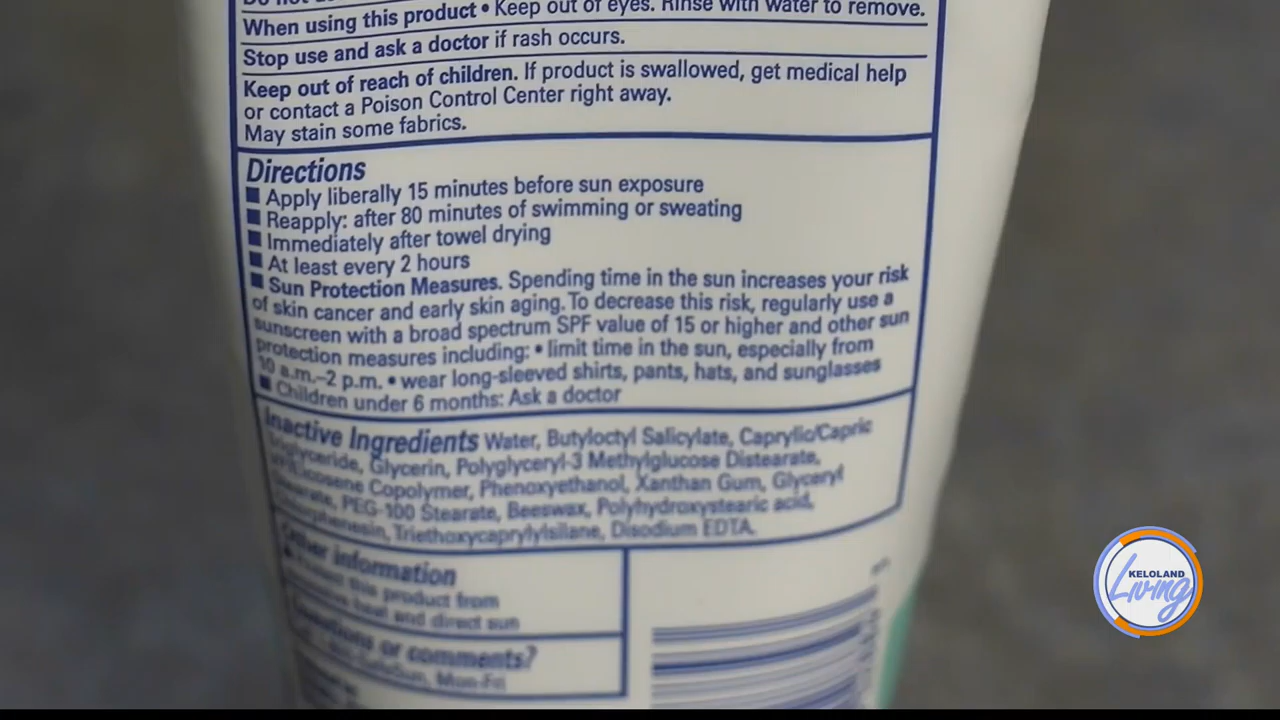 When using this product • Keep out of eyes. Rinse with water to remove.
Stop use and ask a doctor if rash occurs.
Keep out of reach of children. If product is swallowed, get medical help
or contact a Poison Control Center right away.
May stain some fabrics.
Directions
■ Apply liberally 15 minutes before sun exposure
■ Reapply: after 80 minutes of swimming or sweating
■ Immediately after towel drying
■ At least every 2 hours
■ Sun Protection Measures. Spending time in the sun increases your risk
of skin cancer and early skin aging. To decrease this risk, regularly use a
sunscreen with a broad spectrum SPF value of 15 or higher and other sun
protection measures including: • limit time in the sun, especially from
10 a.m.–2 p.m. • wear long-sleeved shirts, pants, hats, and sunglasses
■ Children under 6 months: Ask a doctor
Inactive Ingredients Water, Butyloctyl Salicylate, Caprylic/Capric
Triglyceride, Glycerin, Polyglyceryl-3 Methylglucose Distearate,
Copolymer, Phenoxyethanol, Xanthan Gum, Glyceryl
Stearate, PEG-100 Stearate, Beeswax, Polyhydroxystearic acid,
Triethoxycaprylylsilane, Disodium EDTA.
Other information
this product from
heat and direct sun
Questions or comments?
Mon-Fri
KELOLAND
Living